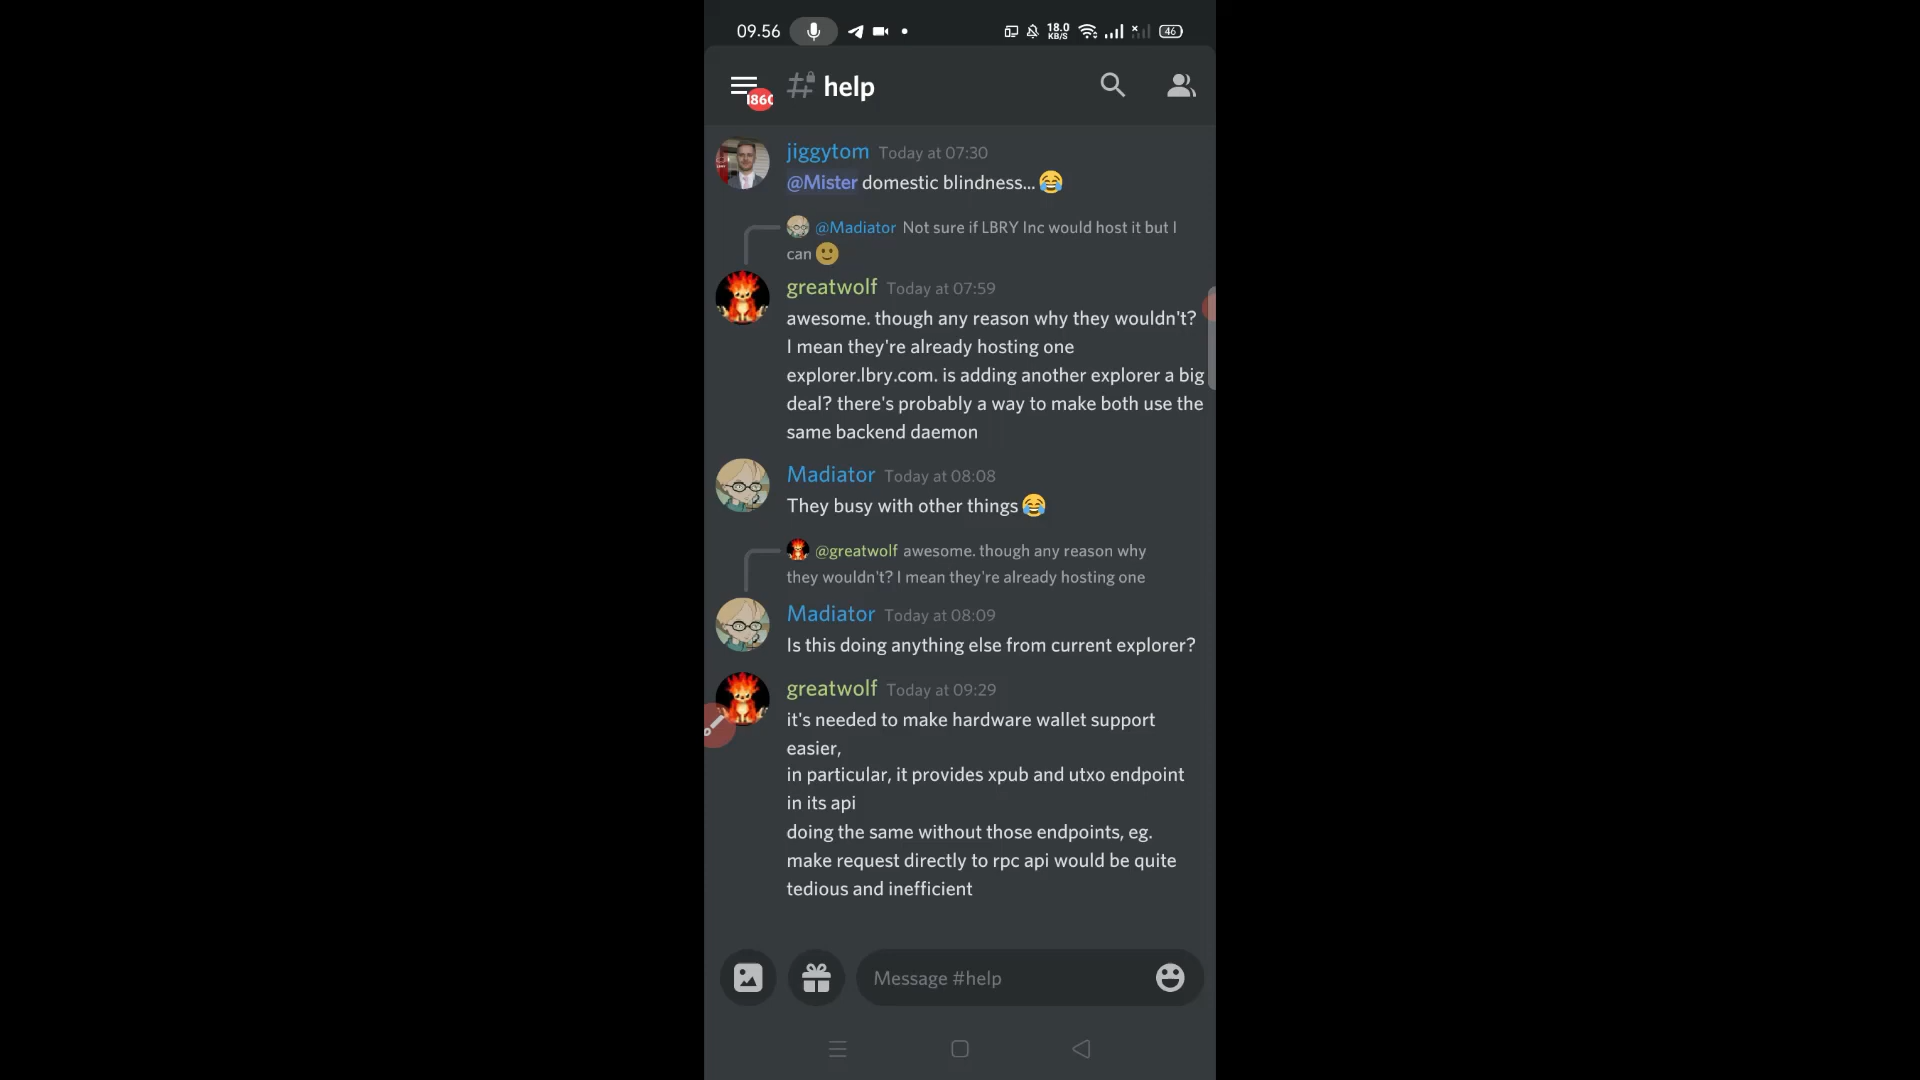 09.56
18.0
KB/S
46
help
jiggytom Today at 07:30
@Mister domestic blindness... 😂
@Madiator Not sure if LBRY Inc would host it but I
can 🙂
greatwolf Today at 07:59
awesome. though any reason why they wouldn't?
I mean they're already hosting one
explorer.lbry.com. is adding another explorer a big
deal? there's probably a way to make both use the
same backend daemon
Madiator Today at 08:08
They busy with other things 😂
@greatwolf awesome. though any reason why
they wouldn't? I mean they're already hosting one
Madiator Today at 08:09
Is this doing anything else from current explorer?
greatwolf Today at 09:29
it's needed to make hardware wallet support
easier,
in particular, it provides xpub and utxo endpoint
in its api
doing the same without those endpoints, eg.
make request directly to rpc api would be quite
tedious and inefficient
Message #help